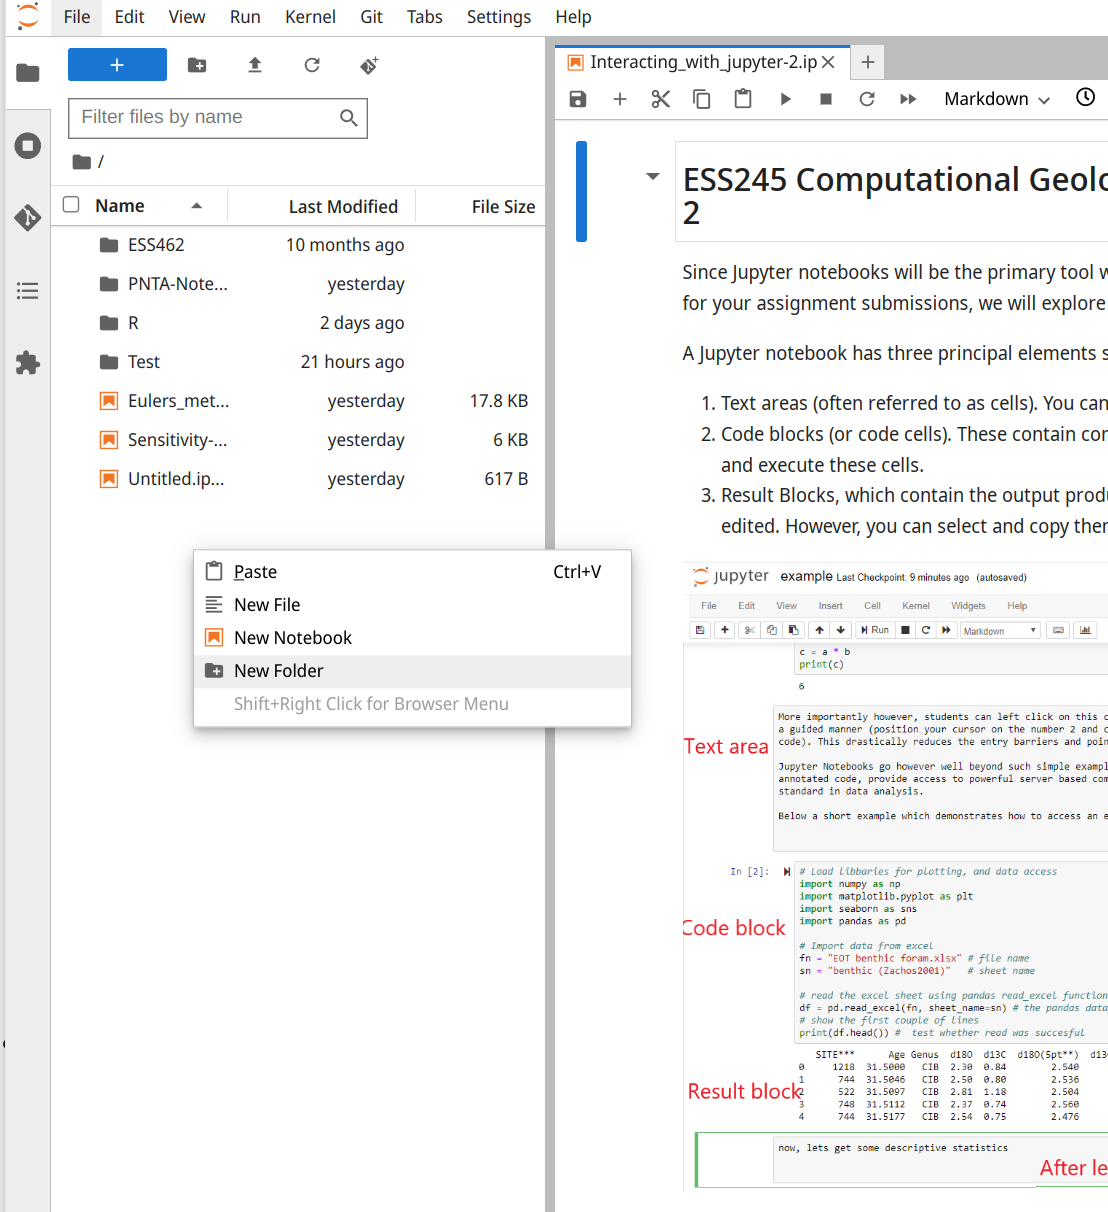 File Edit View Run Kernel Git Tabs Settings Help
Filter files by name
/
Name Last Modified File Size
ESS462 10 months ago
PNTA-Note... yesterday
R 2 days ago
Test 21 hours ago
Eulers_met... yesterday 17.8 KB
Sensitivity-... yesterday 6 KB
Untitled.ip... yesterday 617 B
Paste Ctrl+V
New File
New Notebook
New Folder
Shift+Right Click for Browser Menu
Interacting_with_jupyter-2.ip
Markdown
ESS245 Computational Geolo
2
Since Jupyter notebooks will be the primary tool w
for your assignment submissions, we will explore
A Jupyter notebook has three principal elements s
1. Text areas (often referred to as cells). You can
2. Code blocks (or code cells). These contain cor
and execute these cells.
3. Result Blocks, which contain the output produ
edited. However, you can select and copy ther
jupyter example Last Checkpoint: 9 minutes ago (autosaved)
File Edit View Insert Cell Kernel Widgets Help
Run Markdown
c = a * b
print(c)
6
More importantly however, students can left click on this c
a guided manner (position your cursor on the number 2 and c
code). This drastically reduces the entry barriers and poin
Text area
Jupyter Notebooks go however well beyond such simple exampl
annotated code, provide access to powerful server based com
standard in data analysis.
Below a short example which demonstrates how to access an e
In [2]:
# Load libbaries for plotting, and data access
import numpy as np
import matplotlib.pyplot as plt
import seaborn as sns
import pandas as pd
Code block
# Import data from excel
fn = "EOT benthic foram.xlsx" # file name
sn = "benthic (Zachos2001)" # sheet name
# read the excel sheet using pandas read_excel function
df = pd.read_excel(fn, sheet_name=sn) # the pandas data
# show the first couple of lines
print(df.head()) # test whether read was succesful
SITE*** Age Genus d18O d13C d18O(5pt**) d13
0 1218 31.5000 CIB 2.30 0.84 2.540
1 744 31.5046 CIB 2.50 0.80 2.536
2 522 31.5097 CIB 2.81 1.18 2.504
3 748 31.5112 CIB 2.37 0.74 2.560
4 744 31.5177 CIB 2.54 0.75 2.476
Result block
now, lets get some descriptive statistics
After le